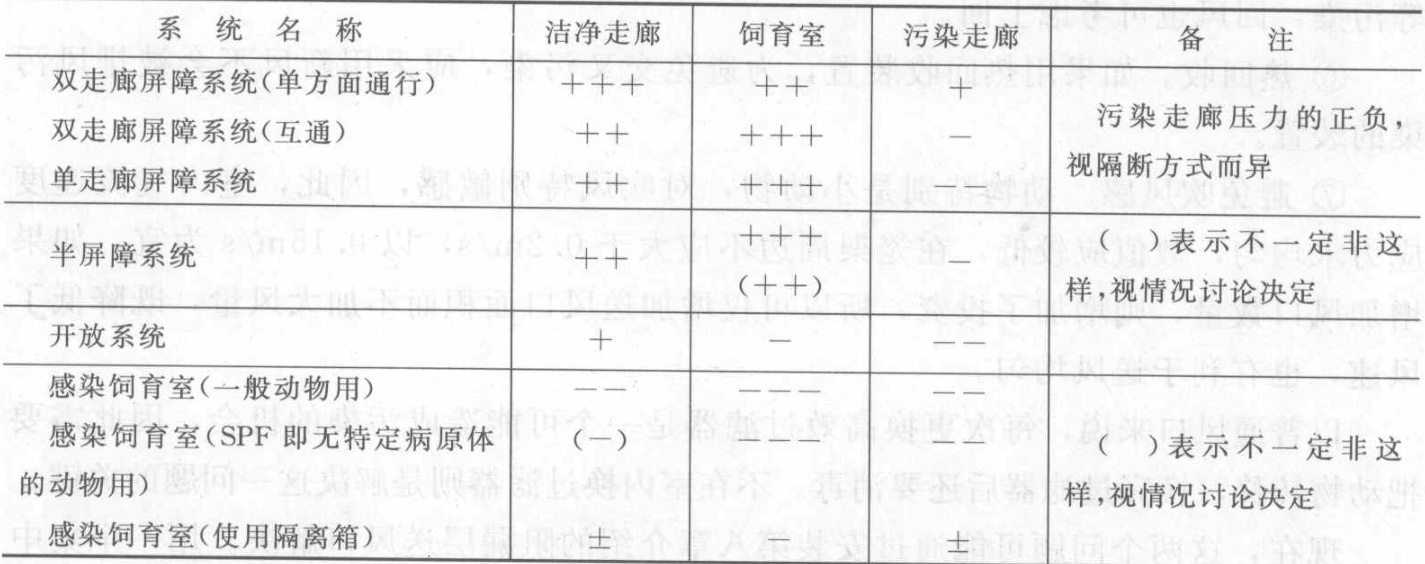 系 统 名 称 洁净走廊 饲育室 污染走廊 备 注
双走廊屏障系统(单方面通行) +++ ++ +
双走廊屏障系统(互通) ++ +++ －
污染走廊压力的正负,
单走廊屏障系统 + ++ －
视隔断方式而异
半屏障系统 ++ +++ －
(++)
( )表示不一定非这
样,视情况讨论决定
开放系统 + － －－
感染饲育室(一般动物用) －－ －－－ －－
感染饲育室(SPF即无特定病原体 (－) －－ －－
的动物用)
( )表示不一定非这
样,视情况讨论决定
感染饲育室(使用隔离箱) + － +